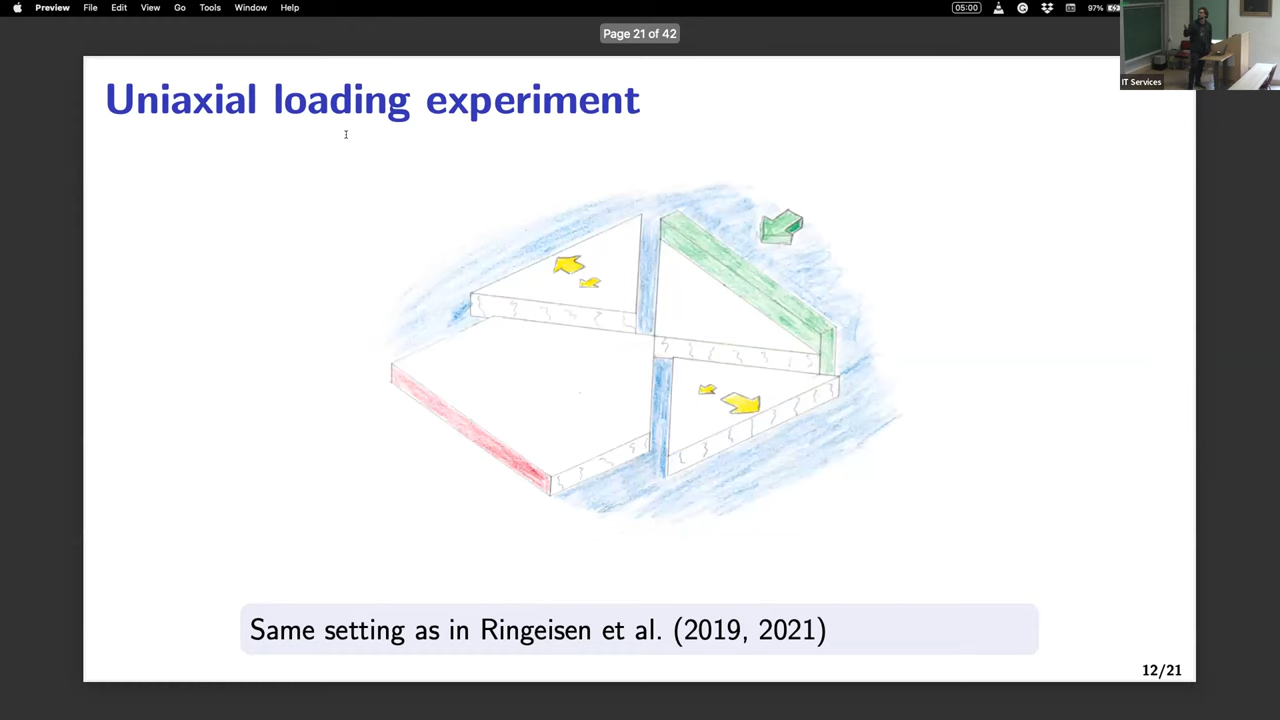 Preview File Edit View Go Tools Window Help 05:00 97%
Page 21 of 42
IT Services
Uniaxial loading experiment
Same setting as in Ringeisen et al. (2019, 2021)
12/21